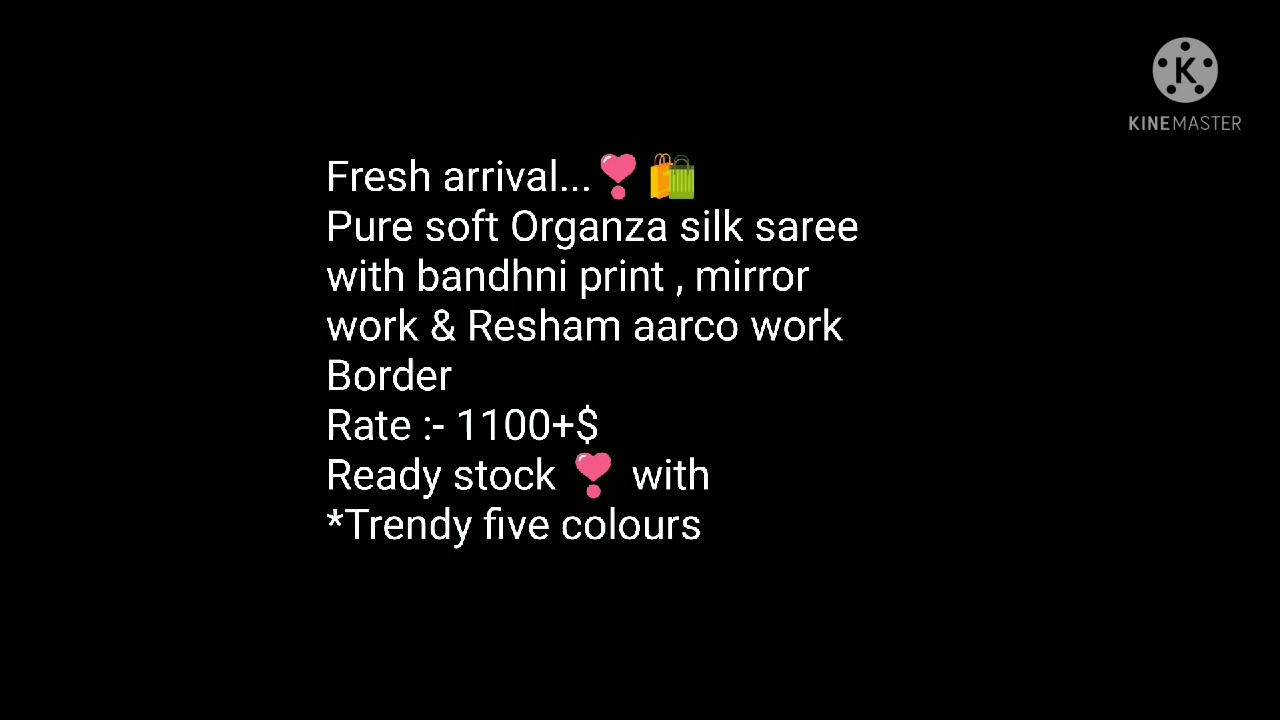 KINEMASTER
Fresh arrival...❣️🛍️
Pure soft Organza silk saree
with bandhni print , mirror
work & Resham aarco work
Border
Rate :- 1100+$
Ready stock ❣️ with
*Trendy five colours